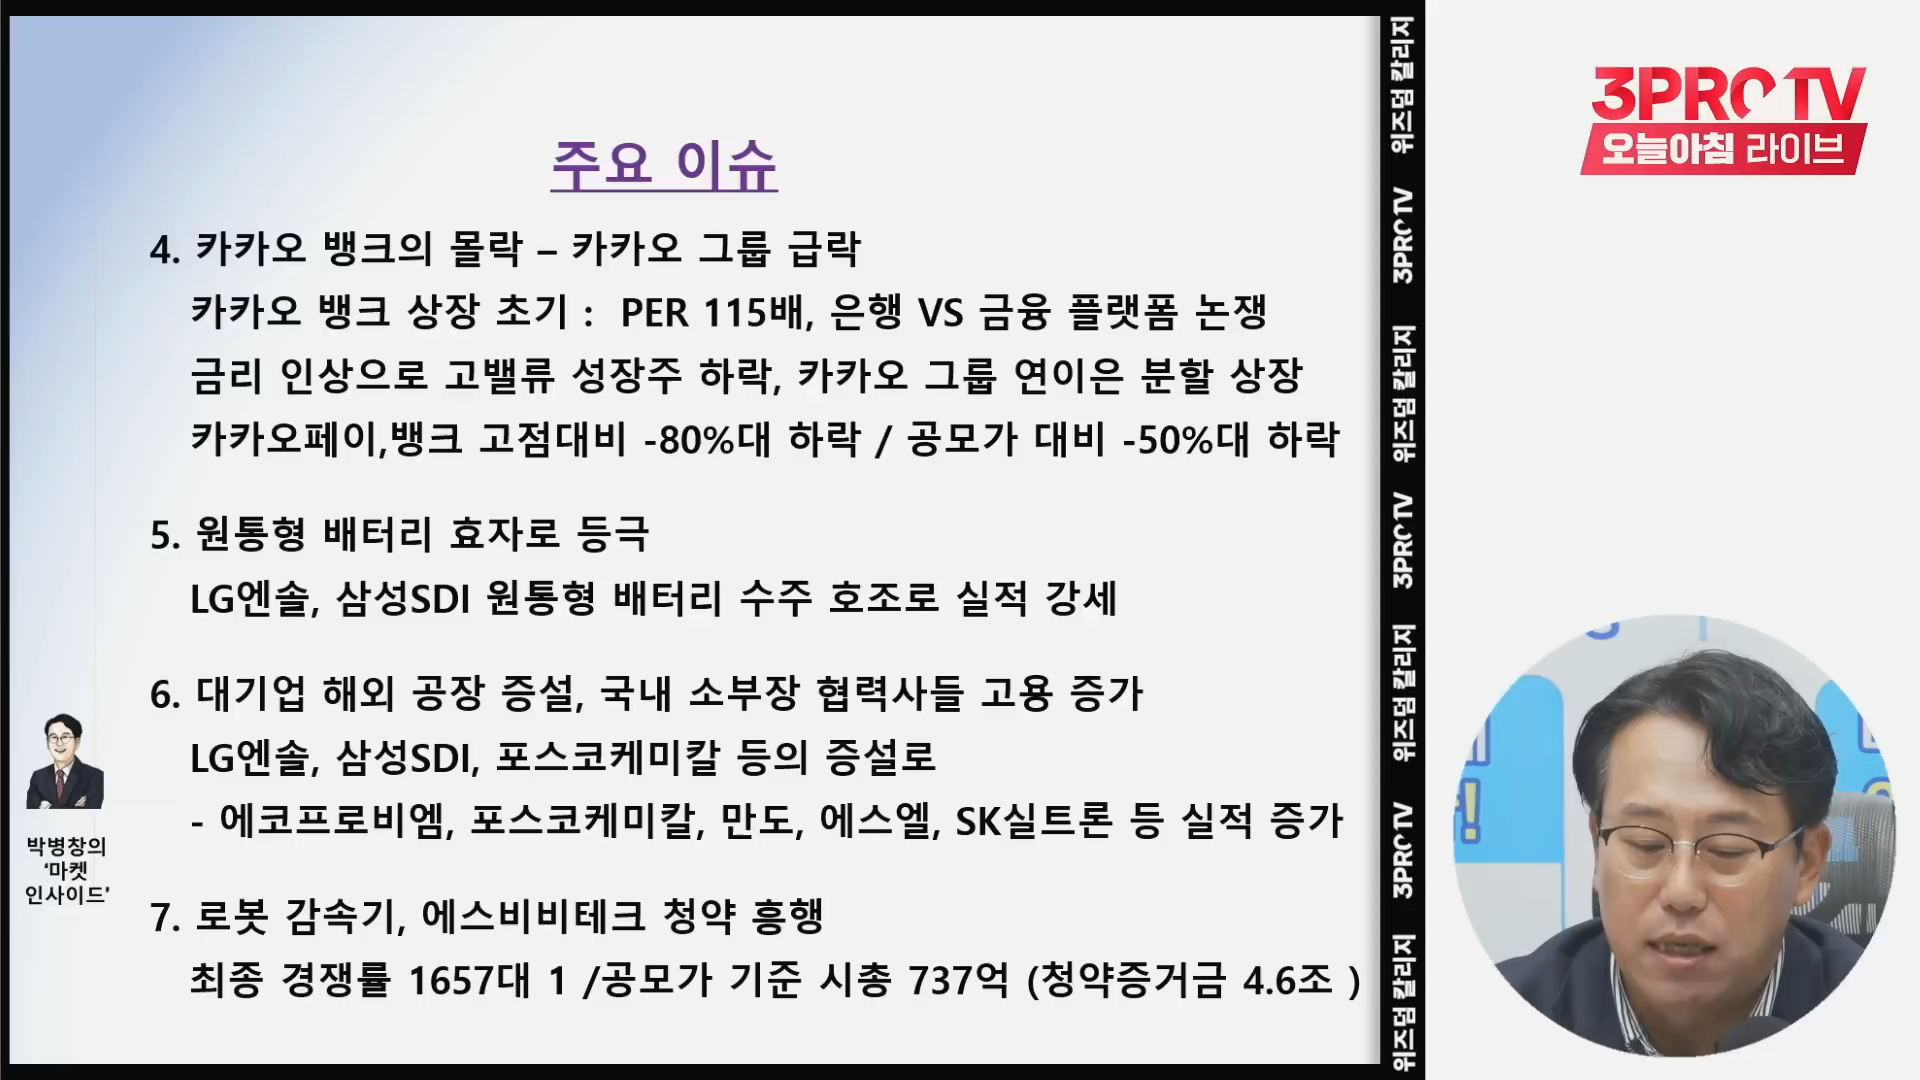 주요 이슈
4. 카카오 뱅크의 몰락 – 카카오 그룹 급락
카카오 뱅크 상장 초기 : PER 115배, 은행 VS 금융 플랫폼 논쟁
금리 인상으로 고밸류 성장주 하락, 카카오 그룹 연이은 분할 상장
카카오페이,뱅크 고점대비 -80%대 하락 / 공모가 대비 -50%대 하락
5. 원통형 배터리 효자로 등극
LG엔솔, 삼성SDI 원통형 배터리 수주 호조로 실적 강세
6. 대기업 해외 공장 증설, 국내 소부장 협력사들 고용 증가
LG엔솔, 삼성SDI, 포스코케미칼 등의 증설로
- 에코프로비엠, 포스코케미칼, 만도, 에스엘, SK실트론 등 실적 증가
7. 로봇 감속기, 에스비비테크 청약 흥행
최종 경쟁률 1657대 1 /공모가 기준 시총 737억 (청약증거금 4.6조 )
박병창의
‘마켓
인사이드’
위즈덤 칼리지
3PROTV
위즈덤 칼리지
3PROTV
위즈덤 칼리지
3PROTV
위즈덤 칼리지
3PROTV
오늘아침 라이브